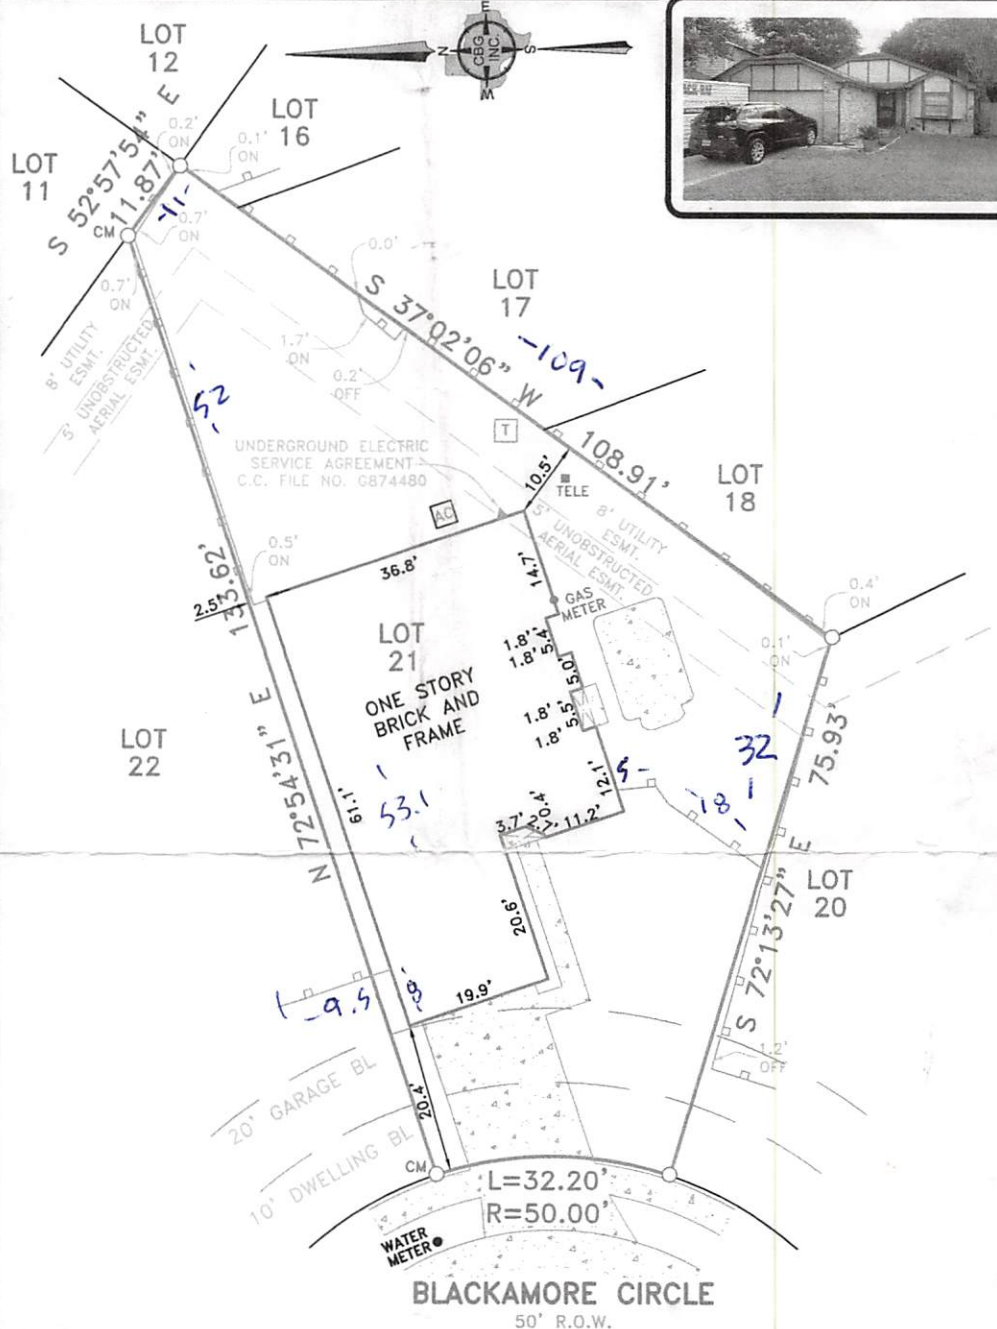 LOT
12
LOT
16
LOT
11
S 52°57'54" E
11.87'
0.2'
ON
0.1'
ON
-11-
CM
0.7'
ON
0.7'
ON
E
N
CBG
INC.
S
W
8' UTILITY
ESMT.
5' UNOBSTRUCTED
AERIAL ESMT.
0.0'
1.7'
ON
0.2'
OFF
S 37°02'06" W
108.91'
LOT
17
-109-
-52-
UNDERGROUND ELECTRIC
SERVICE AGREEMENT
C.C. FILE NO. G874480
T
10.5'
TELE
LOT
18
AC
8' UTILITY
ESMT.
5' UNOBSTRUCTED
AERIAL ESMT.
0.5'
ON
133.62'
2.5'
36.8'
14.7'
GAS
METER
0.4'
ON
0.1'
ON
LOT
21
ONE STORY
BRICK AND
FRAME
1.8'
1.8'
5.4'
5.0'
1.8'
1.8'
5.5'
12.1'
5-
-18-
-32-
75.93'
LOT
22
N 72°54'31" E
61.1'
-53.1-
3.7'
2.7'
0.4'
11.2'
20.6'
LOT
20
S 72°13'27" E
1-9.5
8
19.9'
1.2'
OFF
20' GARAGE BL
20.4'
10' DWELLING BL
CM
L=32.20'
R=50.00'
WATER
METER
BLACKAMORE CIRCLE
50' R.O.W.